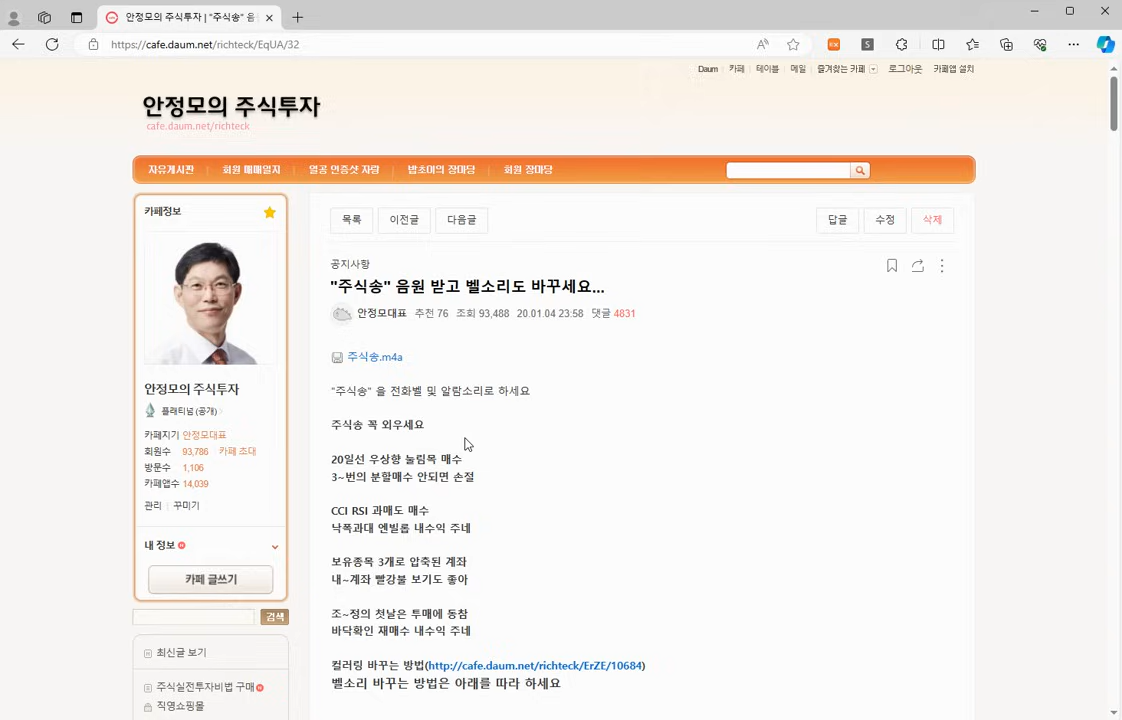 안정모의 주식투자 | "주식송" 음
https://cafe.daum.net/richteck/EqUA/32
Daum 카페 테이블 메일 즐겨찾는 카페 로그아웃 카페앱 설치
안정모의 주식투자
cafe.daum.net/richteck
자유게시판 회원 매매일지 열공 인증샷 자랑 밥초미의 장마당 회원 장마당
카페정보
안정모의 주식투자
플래티넘 (공개)
카페지기 안정모대표
회원수 93,786 카페 초대
방문수 1,106
카페앱수 14,039
관리 꾸미기
내 정보
카페 글쓰기
검색
최신글 보기
주식실전투자비법 구매
직영쇼핑몰
목록 이전글 다음글 답글 수정 삭제
공지사항
"주식송" 음원 받고 벨소리도 바꾸세요...
안정모대표 추천 76 조회 93,488 20.01.04 23:58 댓글 4831
주식송.m4a
"주식송" 을 전화벨 및 알람소리로 하세요
주식송 꼭 외우세요
20일선 우상향 눌림목 매수
3~번의 분할매수 안되면 손절
CCI RSI 과매도 매수
낙폭과대 엔빌롭 내수익 주네
보유종목 3개로 압축된 계좌
내~계좌 빨강불 보기도 좋아
조~정의 첫날은 투매에 동참
바닥확인 재매수 내수익 주네
컬러링 바꾸는 방법(http://cafe.daum.net/richteck/ErZE/10684)
벨소리 바꾸는 방법은 아래를 따라 하세요